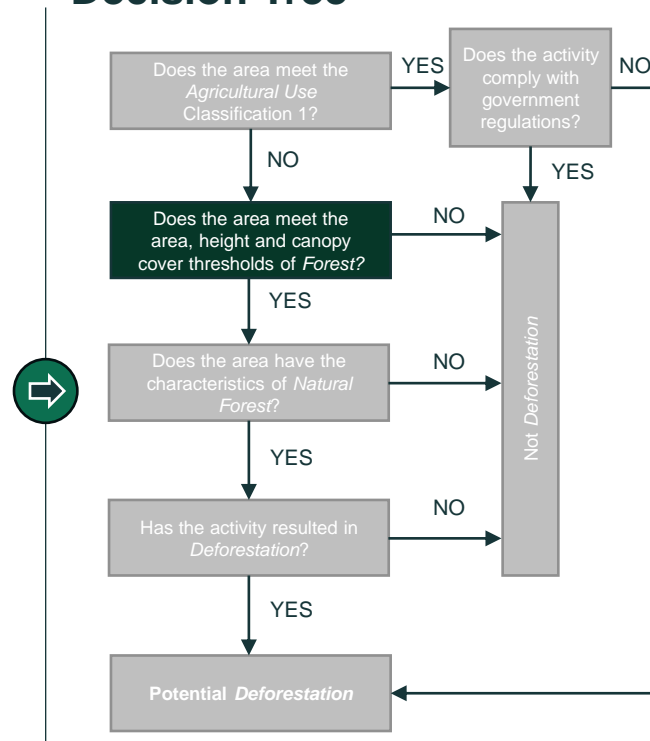 Decision Tree
Does the area meet the
Agricultural Use
Classification 1?
YES
Does the activity
comply with
government
regulations?
NO
NO
YES
Does the area meet the
area, height and canopy
cover thresholds of Forest?
NO
YES
Does the area have the
characteristics of Natural
Forest?
NO
Not Deforestation
YES
Has the activity resulted in
Deforestation?
NO
YES
Potential Deforestation